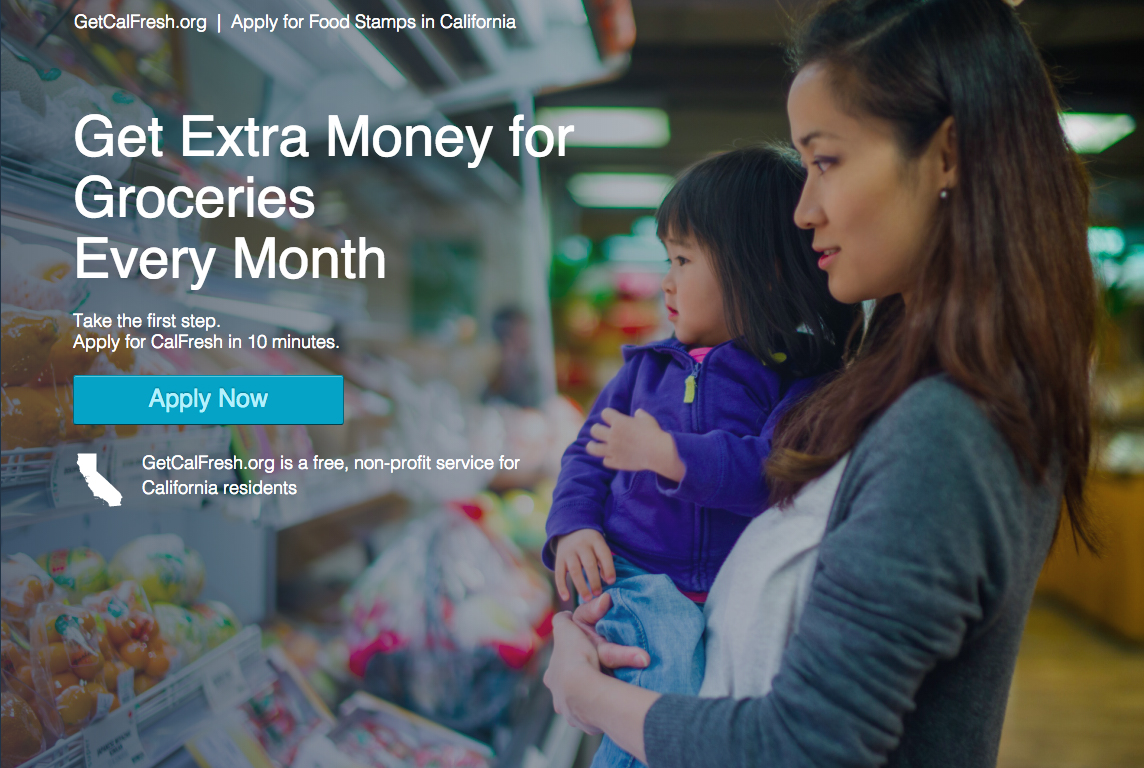 GetCalFresh.org | Apply for Food Stamps in California
Get Extra Money for
Groceries
Every Month
Take the first step.
Apply for CalFresh in 10 minutes.
Apply Now
GetCalFresh.org is a free, non-profit service for
California residents